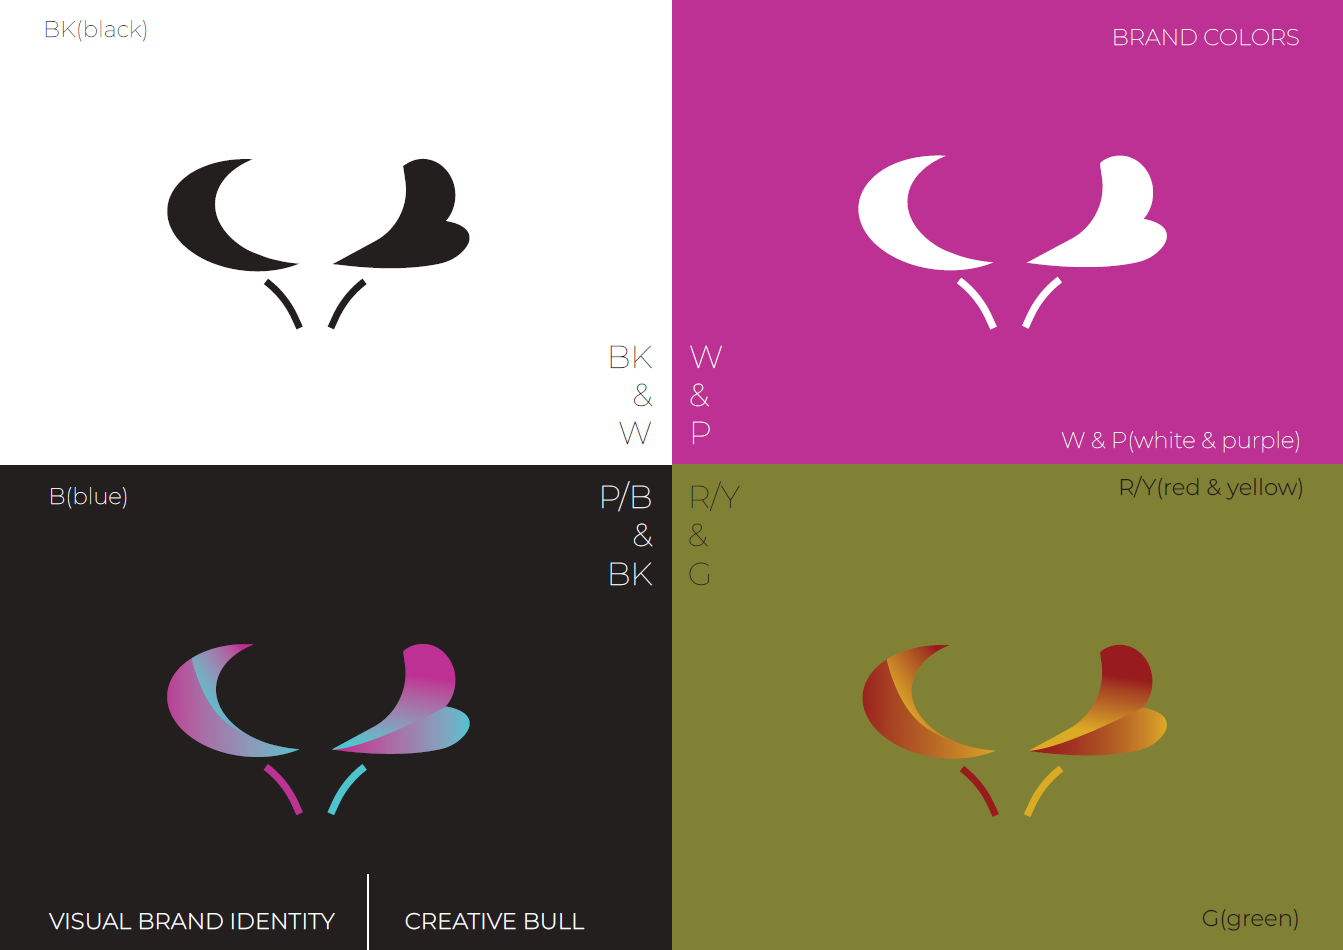 BK(black)
BK
&
W
BRAND COLORS
W
&
P
W & P(white & purple)
B(blue)
P/B
&
BK
VISUAL BRAND IDENTITY
CREATIVE BULL
R/Y
&
G
R/Y(red & yellow)
G(green)